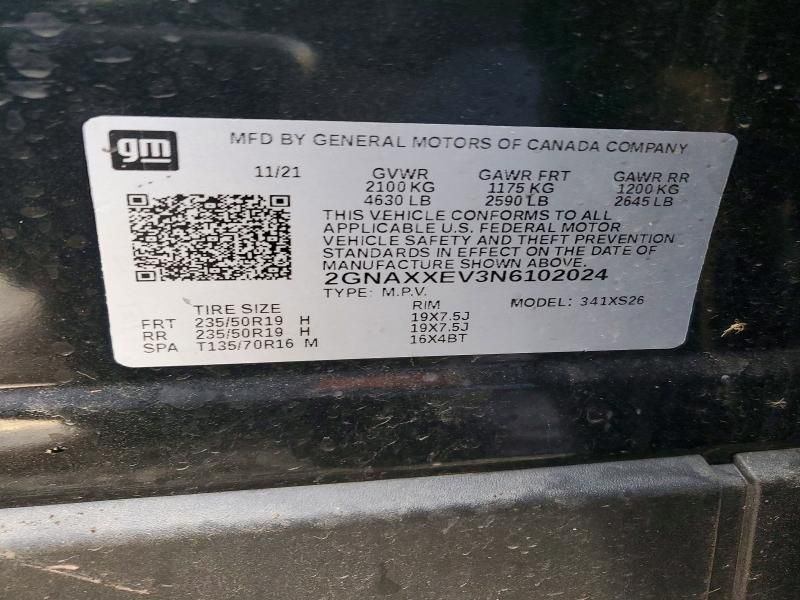 gm MFD BY GENERAL MOTORS OF CANADA COMPANY
11/21 GVWR GAWR FRT GAWR RR
2100 KG 1175 KG 1200 KG
4630 LB 2590 LB 2645 LB
THIS VEHICLE CONFORMS TO ALL
APPLICABLE U.S. FEDERAL MOTOR
VEHICLE SAFETY AND THEFT PREVENTION
STANDARDS IN EFFECT ON THE DATE OF
MANUFACTURE SHOWN ABOVE.
2GNAXXEV3N6102024
TYPE: M.P.V. MODEL: 341XS26
TIRE SIZE RIM
FRT 235/50R19 H 19X7.5J
RR 235/50R19 H 19X7.5J
SPA T135/70R16 M 16X4BT